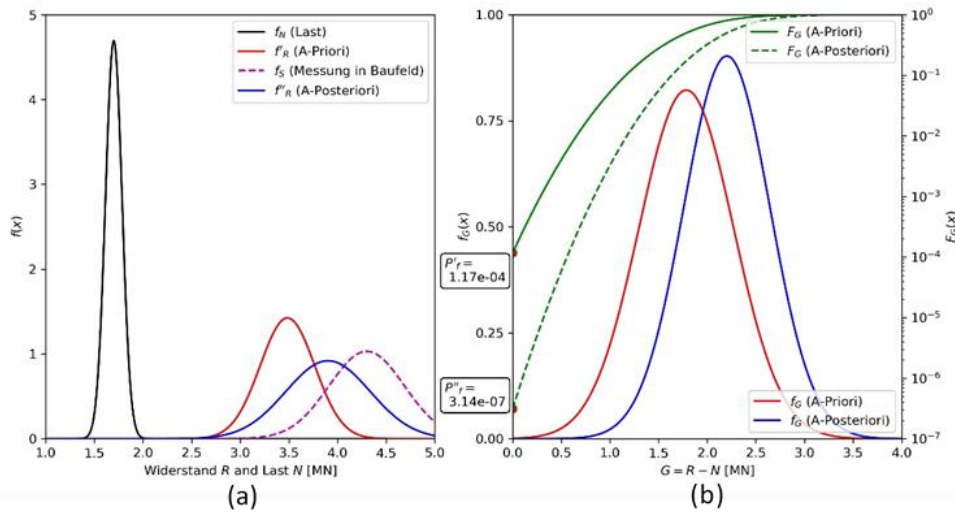 f_N (Last)
f'_R (A-Priori)
f_S (Messung in Baufeld)
f''_R (A-Posteriori)
5
4
3
2
1
0
f(x)
1.0 1.5 2.0 2.5 3.0 3.5 4.0 4.5 5.0
Widerstand R and Last N [MN]
(a)
F_G (A-Priori)
F_G (A-Posteriori)
1.00
0.75
0.50
0.25
0.00
f_G(x)
P'_f =
1.17e-04
P''_f =
3.14e-07
f_G (A-Priori)
f_G (A-Posteriori)
10^0
10^-1
10^-2
10^-3
10^-4
10^-5
10^-6
10^-7
F_G(x)
0.0 0.5 1.0 1.5 2.0 2.5 3.0 3.5 4.0
G = R − N [MN]
(b)